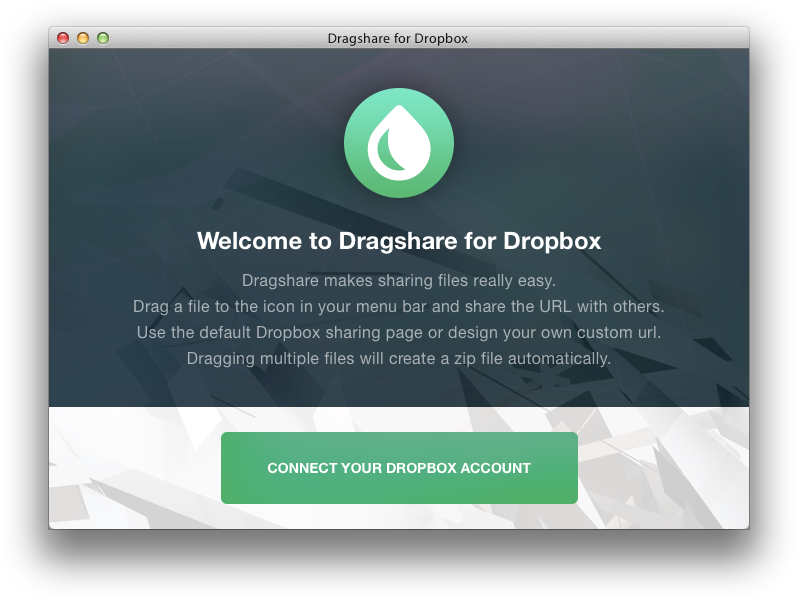 Dragshare for Dropbox
Welcome to Dragshare for Dropbox
Dragshare makes sharing files really easy.
Drag a file to the icon in your menu bar and share the URL with others.
Use the default Dropbox sharing page or design your own custom url.
Dragging multiple files will create a zip file automatically.
CONNECT YOUR DROPBOX ACCOUNT